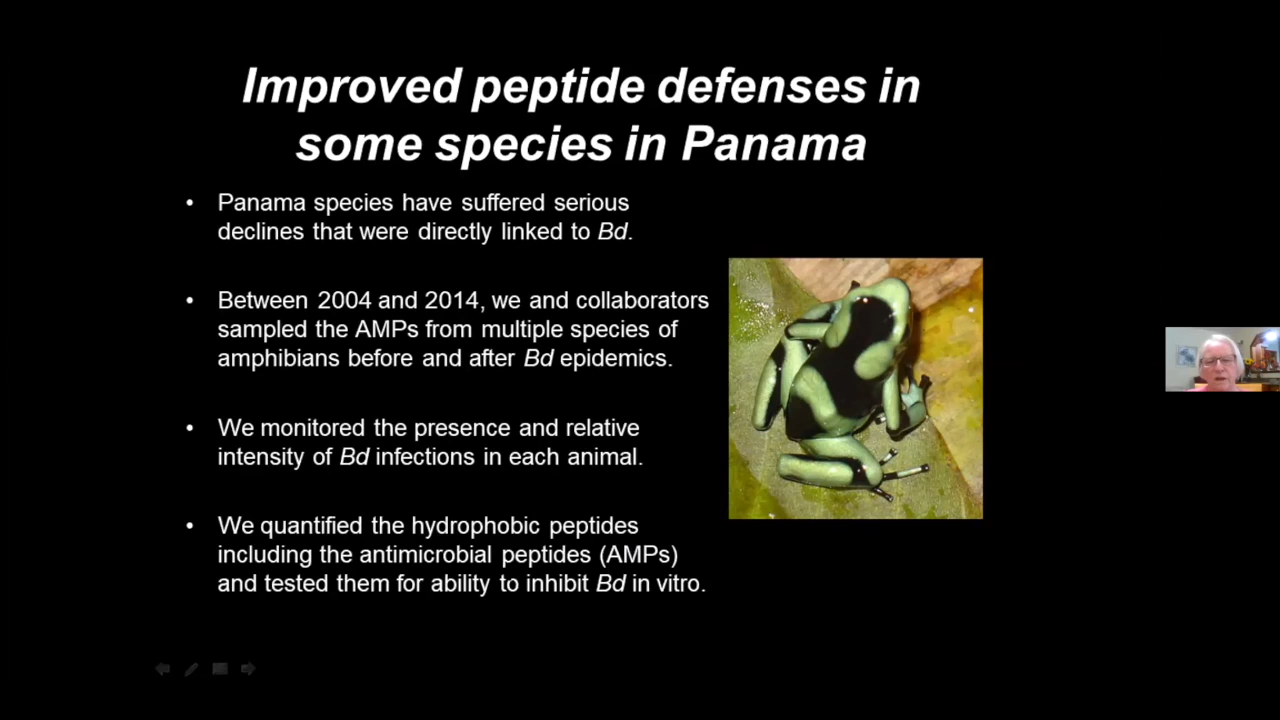 Improved peptide defenses in
some species in Panama
• Panama species have suffered serious
declines that were directly linked to Bd.
• Between 2004 and 2014, we and collaborators
sampled the AMPs from multiple species of
amphibians before and after Bd epidemics.
• We monitored the presence and relative
intensity of Bd infections in each animal.
• We quantified the hydrophobic peptides
including the antimicrobial peptides (AMPs)
and tested them for ability to inhibit Bd in vitro.